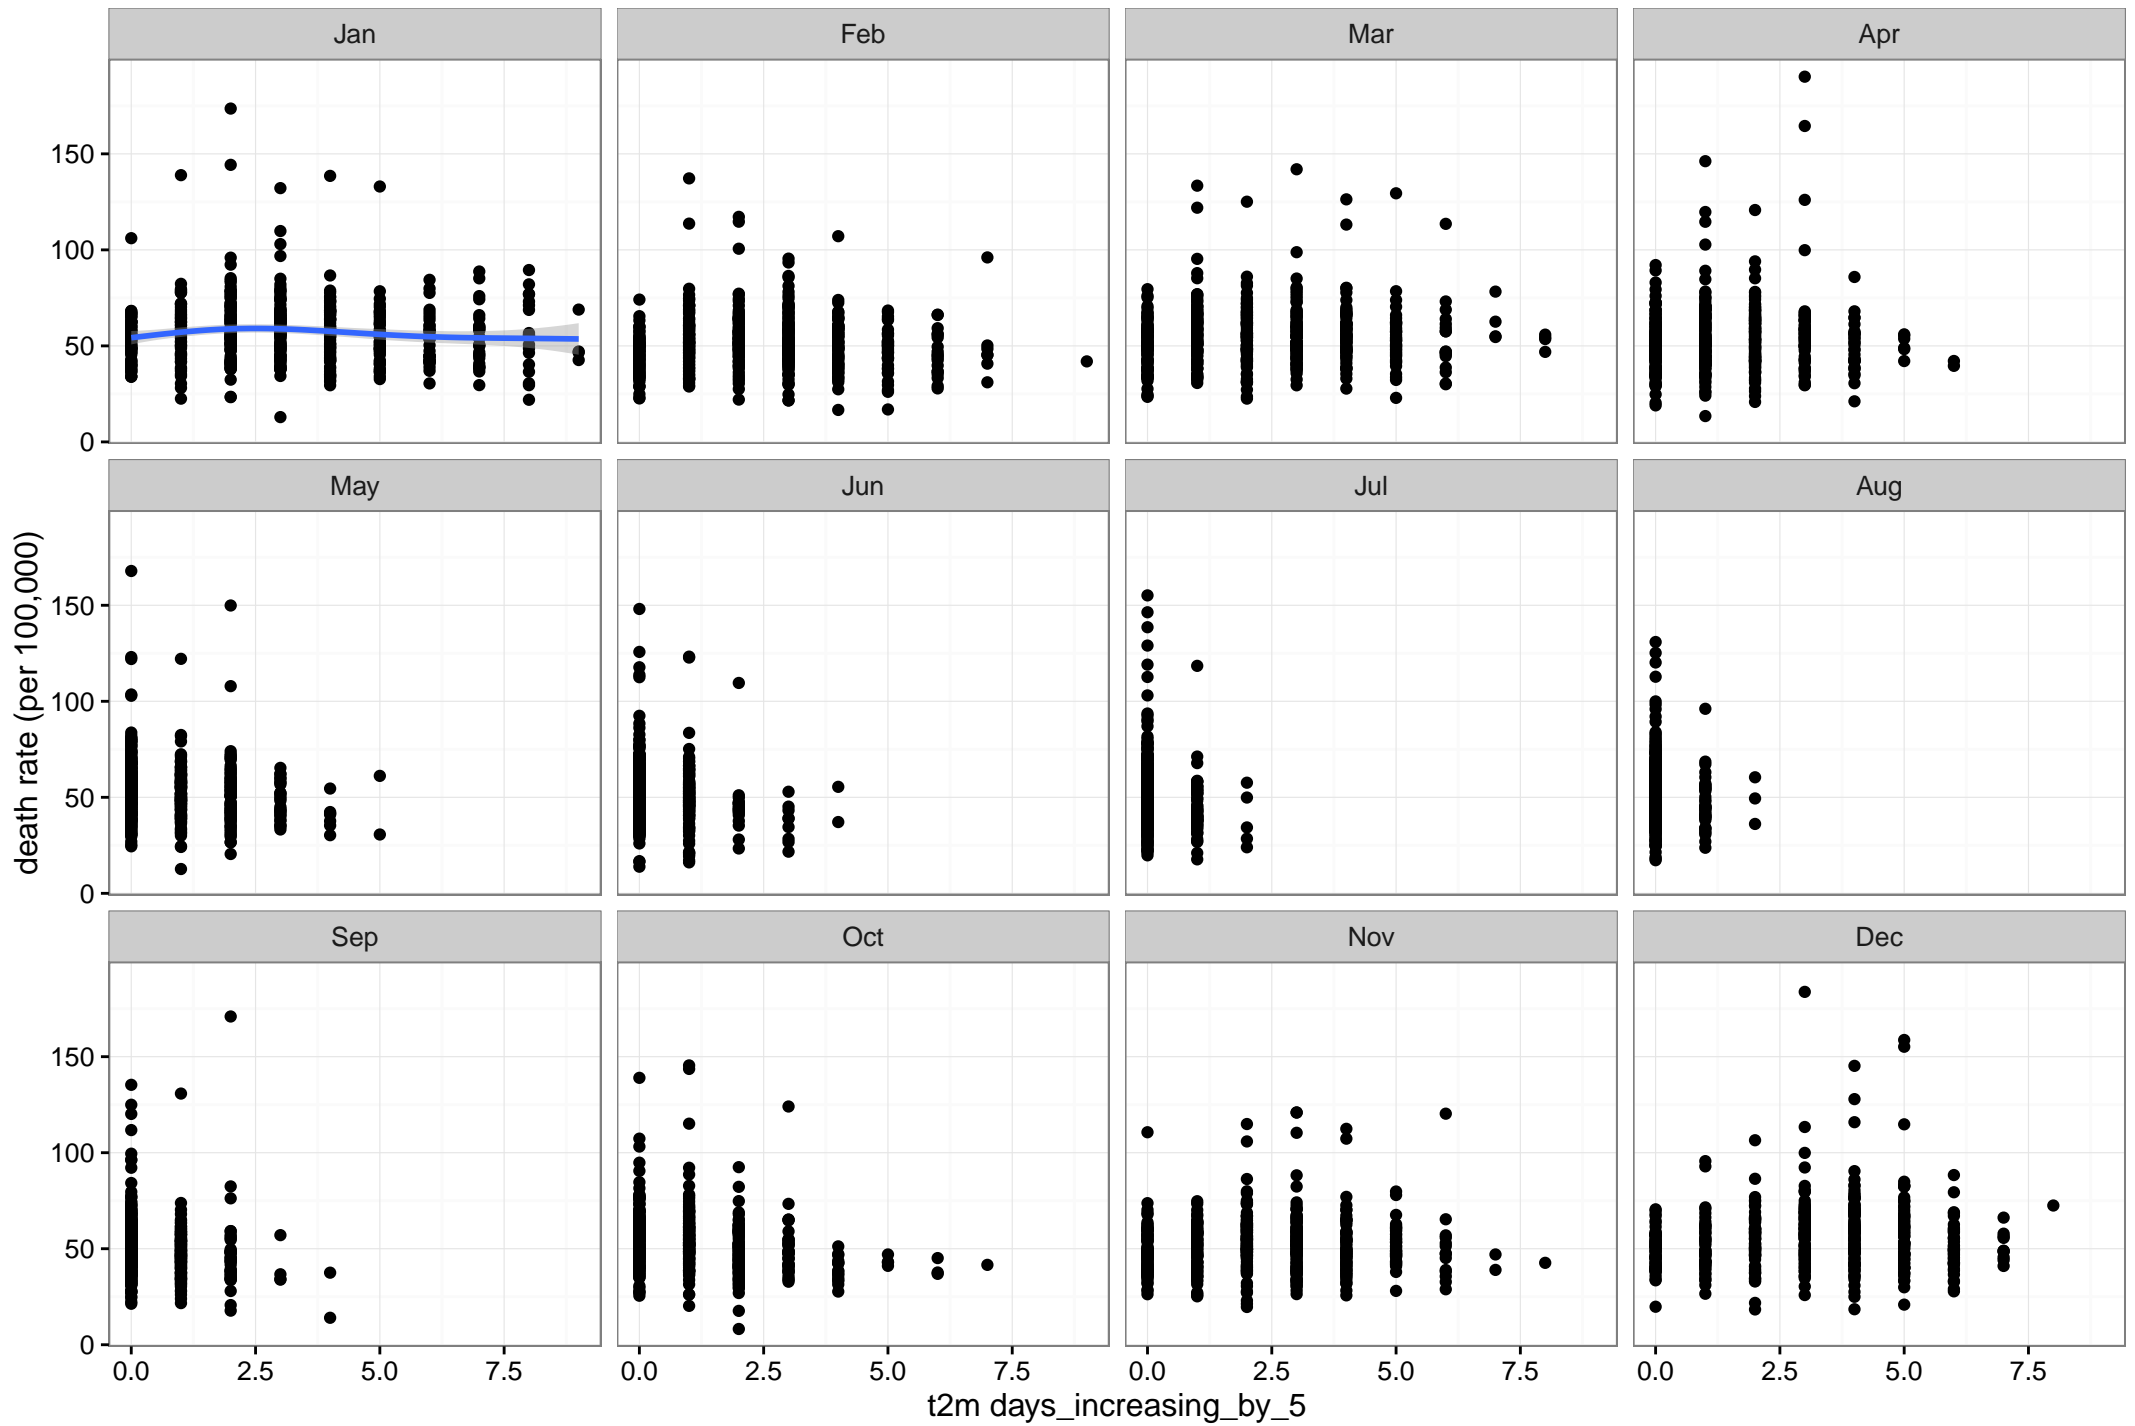 Jan Feb Mar Apr
150
100
50
0
May Jun Jul Aug
death rate (per 100,000)
150
100
50
0
Sep Oct Nov Dec
150
100
50
0
0.0 2.5 5.0 7.5 0.0 2.5 5.0 7.5 0.0 2.5 5.0 7.5 0.0 2.5 5.0 7.5
t2m days_increasing_by_5